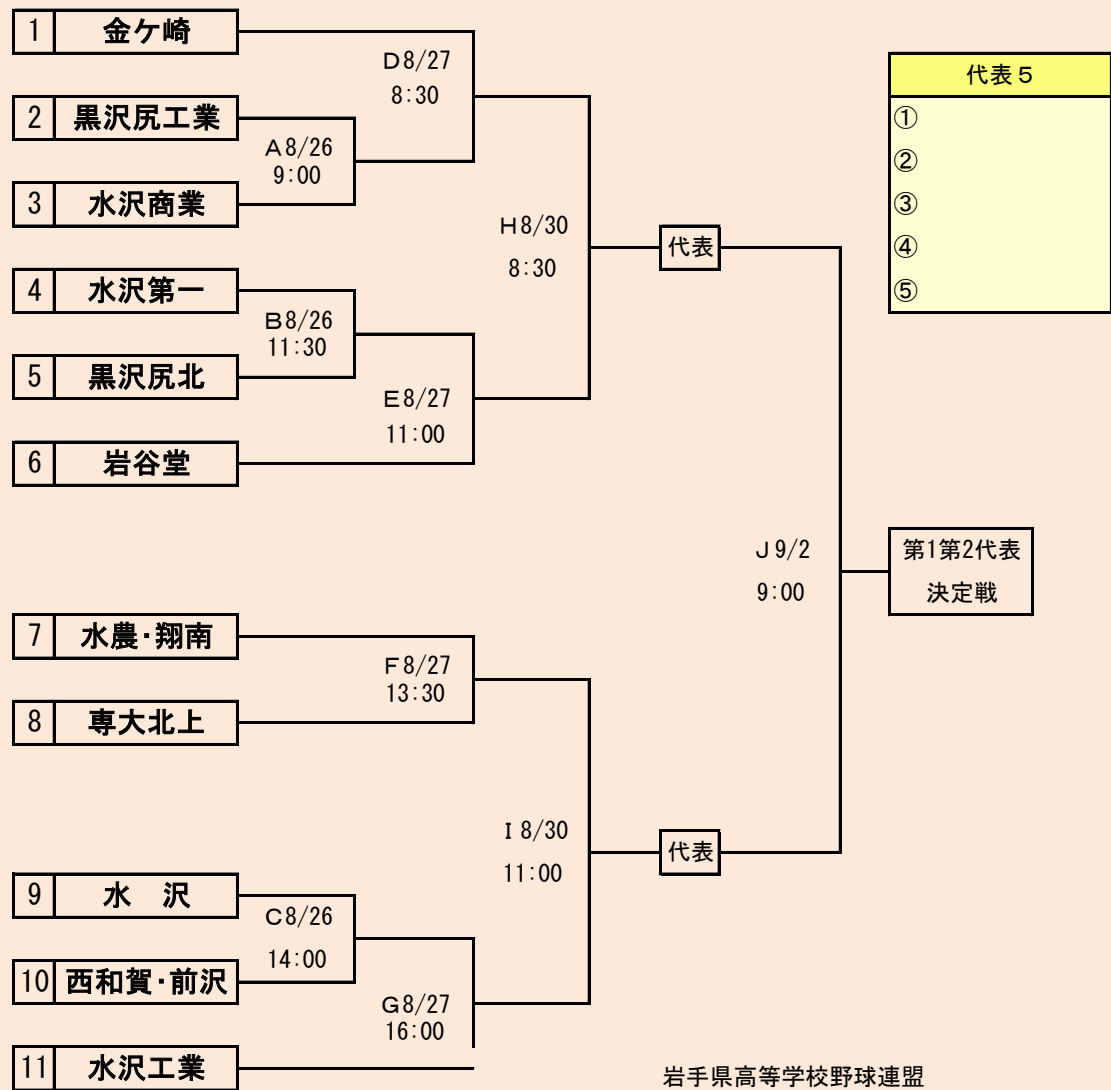 1 金ケ崎
D8/27
8:30
代表5
①
②
③
④
⑤
2 黒沢尻工業
A8/26
9:00
3 水沢商業
H8/30
8:30
代表
4 水沢第一
B8/26
11:30
5 黒沢尻北
E8/27
11:00
6 岩谷堂
J9/2
9:00
第1第2代表
決定戦
7 水農・翔南
F8/27
13:30
8 専大北上
I8/30
11:00
代表
9 水　沢
C8/26
14:00
10 西和賀・前沢
G8/27
16:00
11 水沢工業
岩手県高等学校野球連盟